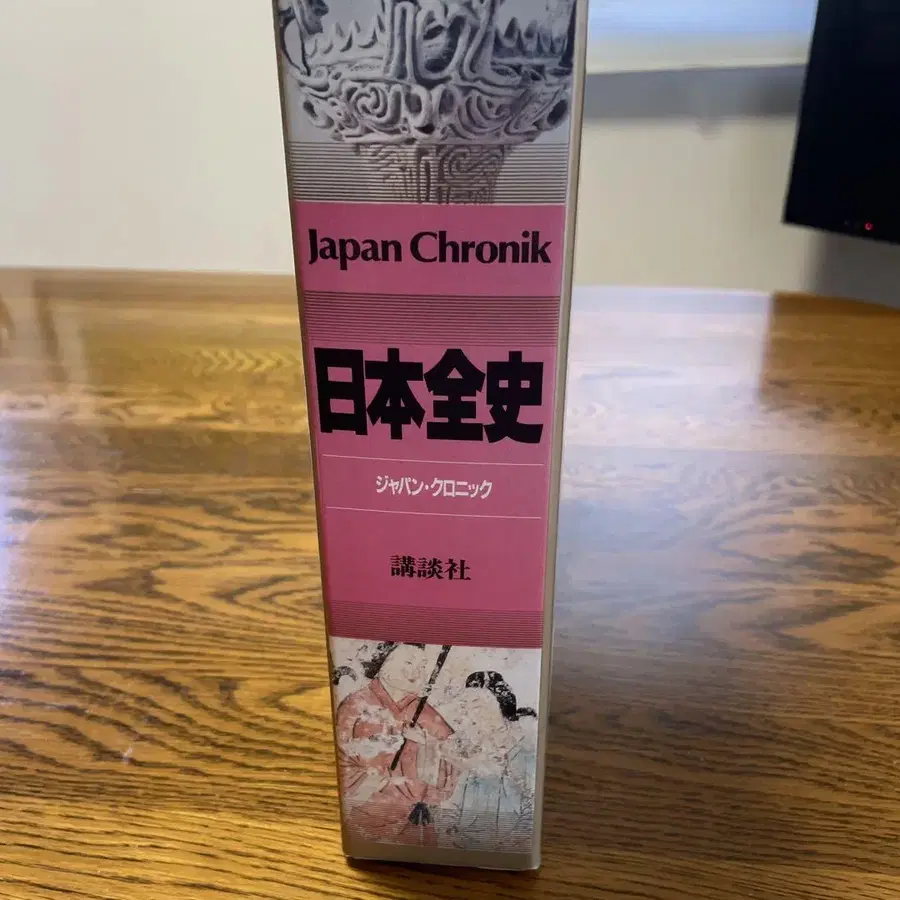 Japan Chronik
日本全史
ジャパン・クロニック
講談社